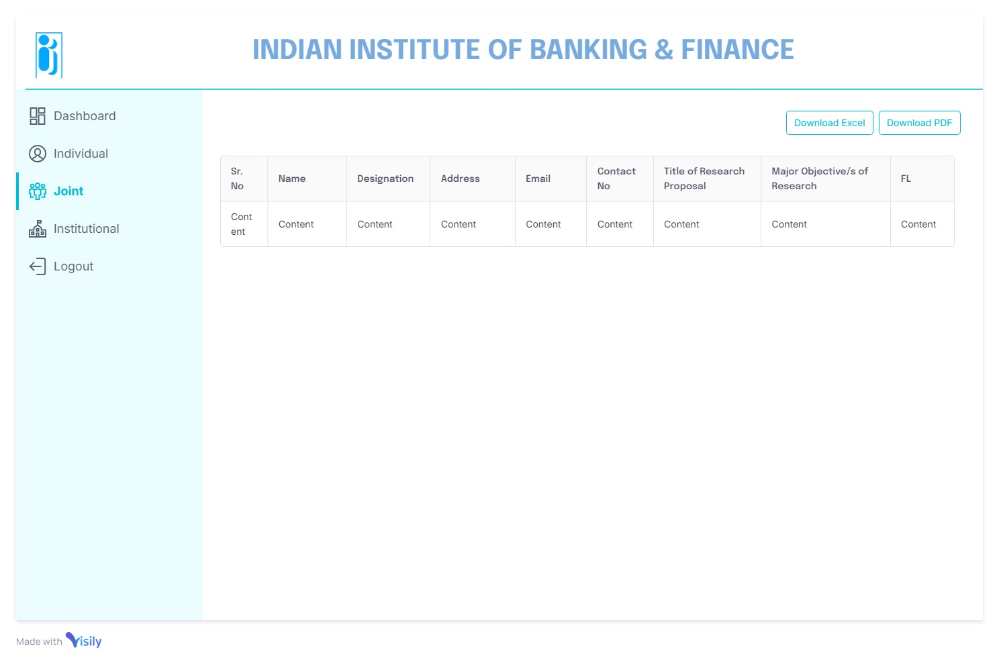 INDIAN INSTITUTE OF BANKING & FINANCE
Dashboard
Individual
Joint
Institutional
Logout
Download Excel
Download PDF
Sr.
No
Name
Designation
Address
Email
Contact
No
Title of Research
Proposal
Major Objective/s of
Research
FL
Cont
ent
Content
Content
Content
Content
Content
Content
Content
Content
Made with Visily